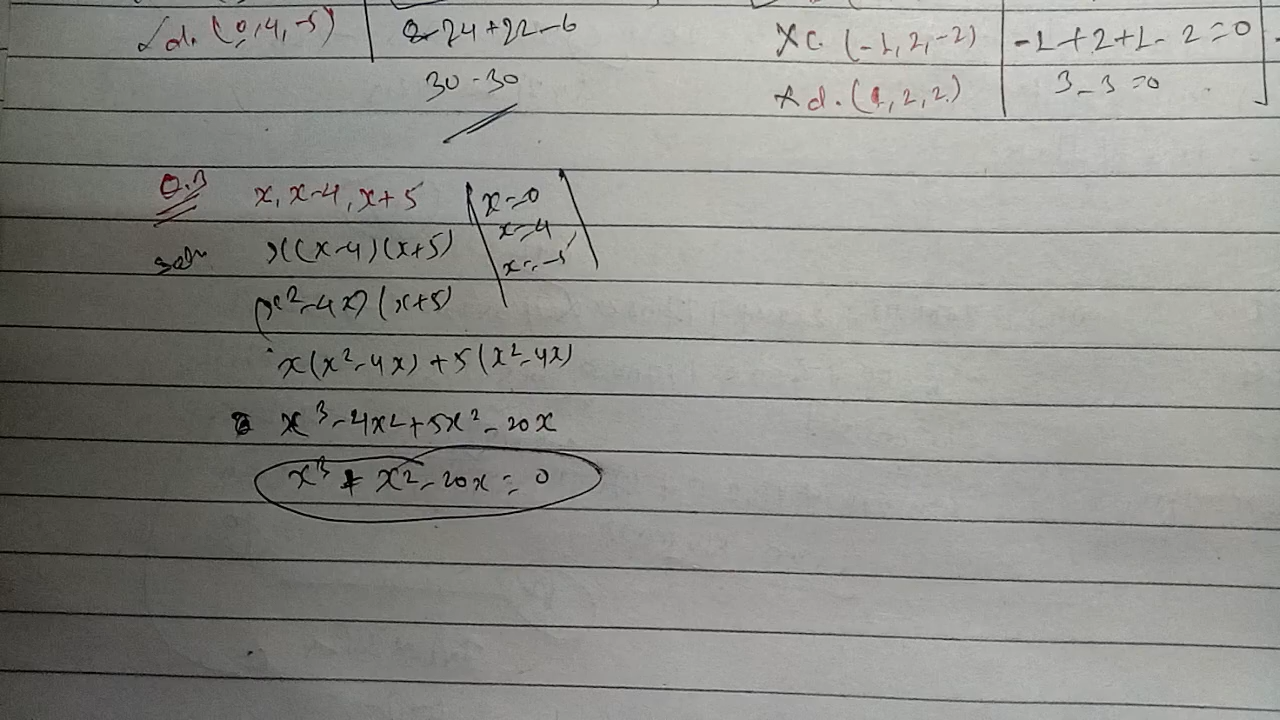 d. (0,4,-5) 2-24+22-6
30-30
x c. (-1,2,-2) -1+2+1-2=0
x d. (1,2,2) 3-3=0
Q.3 x, x-4, x+5
x=0
x=4,
x=-5
soln x(x-4)(x+5)
(x²-4x)(x+5)
x(x²-4x)+5(x²-4x)
x³-4x²+5x²-20x
x³+x²-20x=0